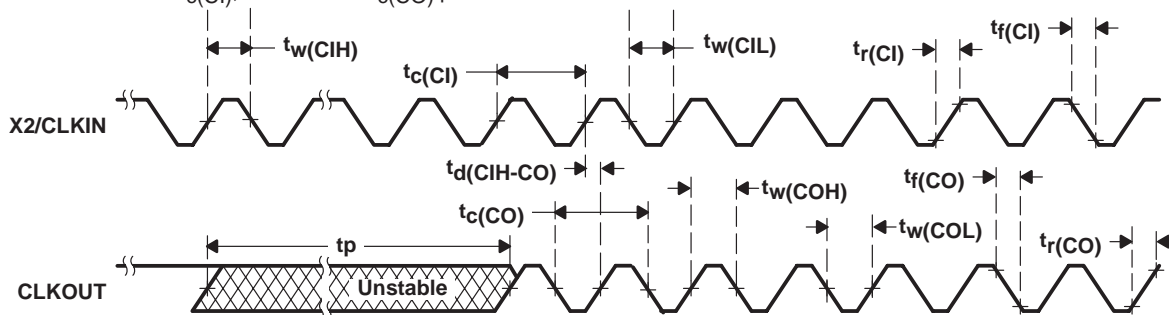 tw(CIH)
tc(CI)
tw(CIL)
tr(CI)
tf(CI)
X2/CLKIN
td(CIH-CO)
tc(CO)
tw(COH)
tf(CO)
tw(COL)
tr(CO)
tp
CLKOUT
Unstable